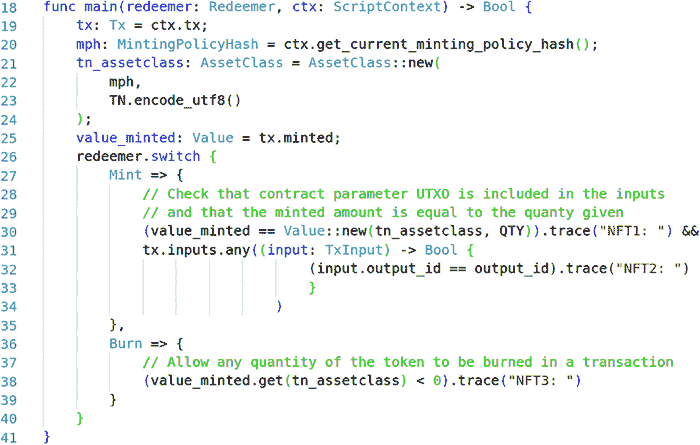 18 func main(redeemer: Redeemer, ctx: ScriptContext) -> Bool {
19     tx: Tx = ctx.tx;
20     mph: MintingPolicyHash = ctx.get_current_minting_policy_hash();
21     tn_assetclass: AssetClass = AssetClass::new(
22         mph,
23         TN.encode_utf8()
24     );
25     value_minted: Value = tx.minted;
26     redeemer.switch {
27         Mint => {
28             // Check that contract parameter UTXO is included in the inputs
29             // and that the minted amount is equal to the quanty given
30             (value_minted == Value::new(tn_assetclass, QTY)).trace("NFT1: ") &&
31             tx.inputs.any((input: TxInput) -> Bool {
32                                     (input.output_id == output_id).trace("NFT2: ")
33                                     }
34                                 )
35         },
36         Burn => {
37             // Allow any quantity of the token to be burned in a transaction
38             (value_minted.get(tn_assetclass) < 0).trace("NFT3: ")
39         }
40     }
41 }